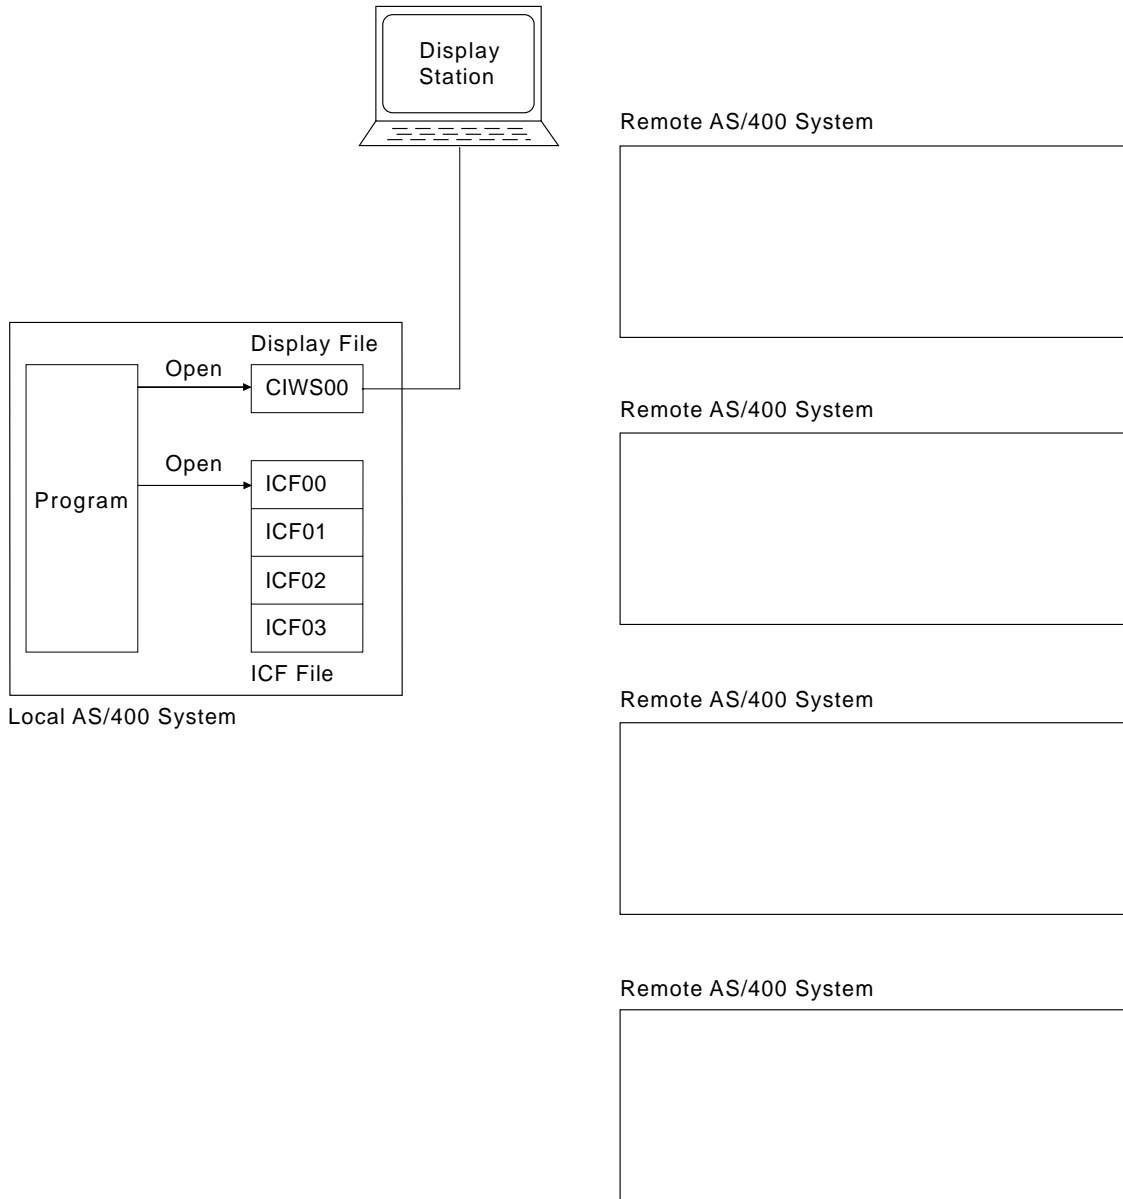 Display
Station
Remote AS/400 System
Display File
Open
CIWS00
Remote AS/400 System
Open
ICF00
Program
ICF01
ICF02
ICF03
ICF File
Local AS/400 System
Remote AS/400 System
Remote AS/400 System